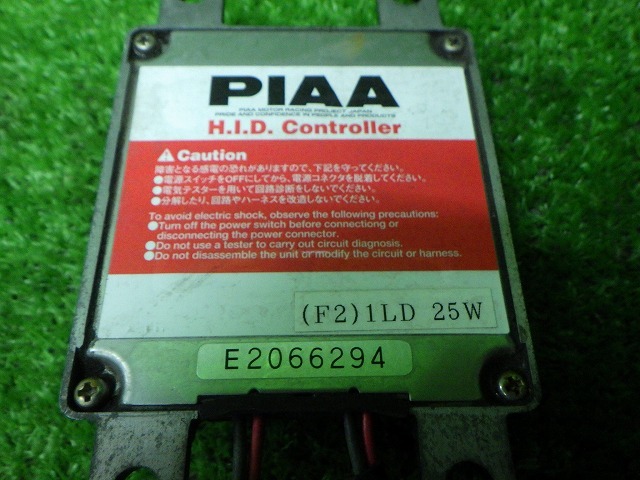 PIAA
PIAA MOTOR RACING PROJECT JAPAN
PRIDE AND CONFIDENCE IN PEOPLE AND PRODUCTS
H.I.D. Controller
Caution
障害となる感電の恐れがありますので、下記を守ってください。
●電源スイッチをOFFにしてから、電源コネクタを脱着してください。
●電気テスターを用いて回路診断をしないでください。
●分解したり、回路やハーネスを改造しないでください。
To avoid electric shock, observe the following precautions:
●Turn off the power switch before connectiong or
disconnecting the power connector.
●Do not use a tester to carry out circuit diagnosis.
●Do not disassemble the unit or modify the circuit or harness.
(F2)1LD 25W
E2066294